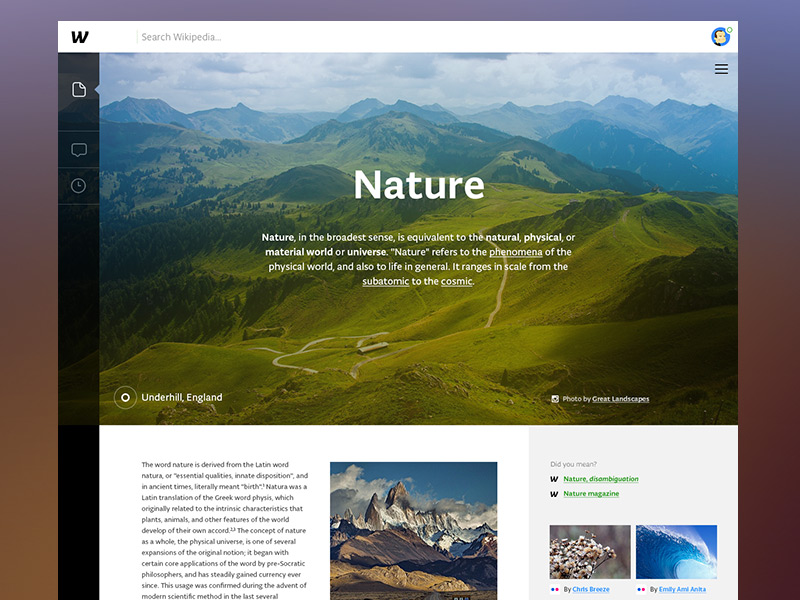 W
Search Wikipedia...
Nature
Nature, in the broadest sense, is equivalent to the natural, physical, or
material world or universe. "Nature" refers to the phenomena of the
physical world, and also to life in general. It ranges in scale from the
subatomic to the cosmic.
Underhill, England
Photo by Great Landscapes
The word nature is derived from the Latin word
natura, or "essential qualities, innate disposition", and
in ancient times, literally meant "birth".¹ Natura was a
Latin translation of the Greek word physis, which
originally related to the intrinsic characteristics that
plants, animals, and other features of the world
develop of their own accord.²,³ The concept of nature
as a whole, the physical universe, is one of several
expansions of the original notion; it began with
certain core applications of the word by pre-Socratic
philosophers, and has steadily gained currency ever
since. This usage was confirmed during the advent of
modern scientific method in the last several
Did you mean?
W Nature, disambiguation
W Nature magazine
By Chris Breeze
By Emily Ami Anita